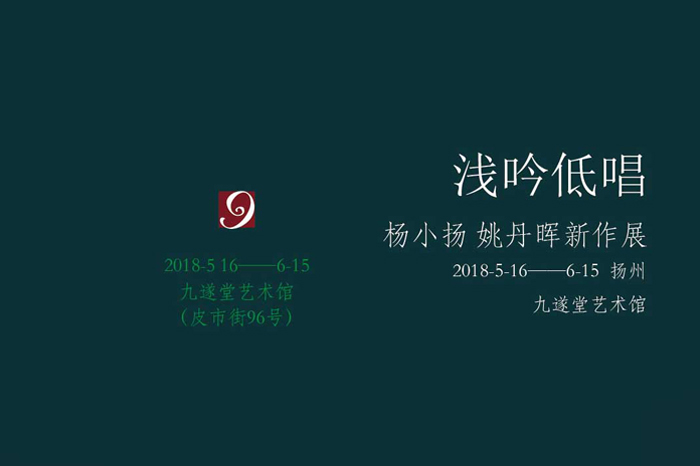 浅吟低唱
杨小扬 姚丹晖新作展
2018-5-16——6-15 扬州
九遂堂艺术馆
9
2018-5 16——6-15
九遂堂艺术馆
(皮市街96号)